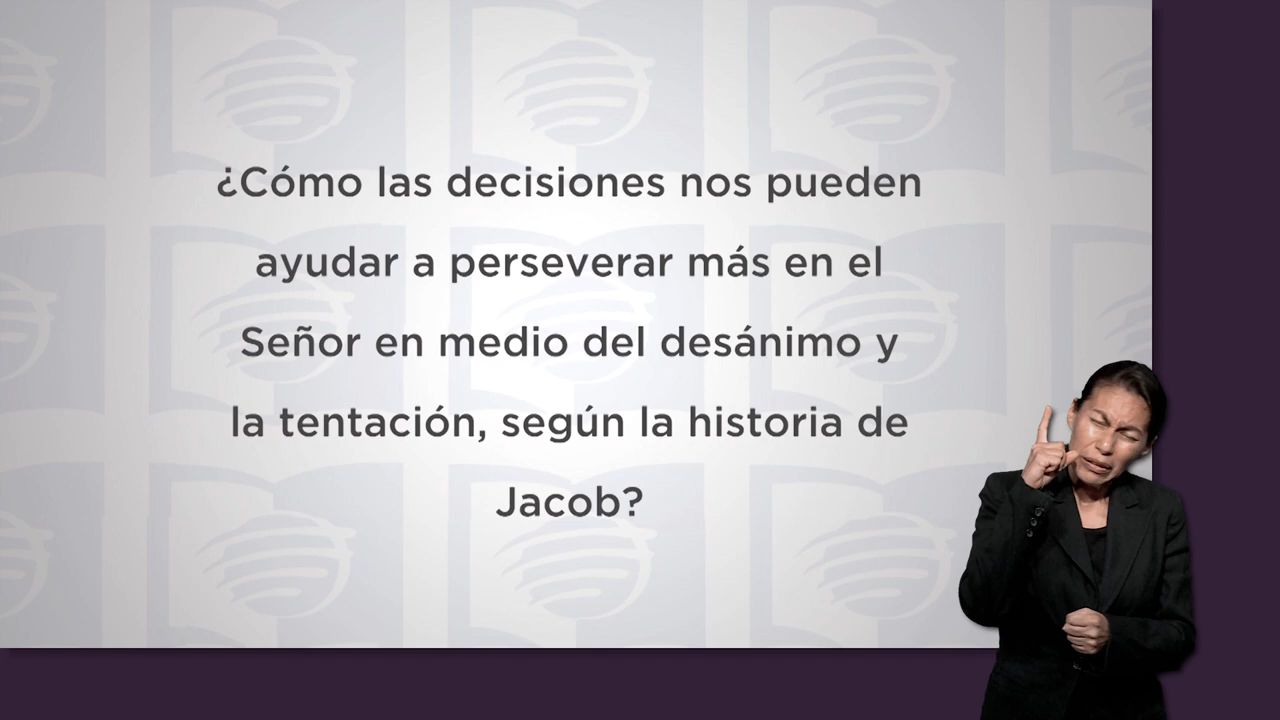 ¿Cómo las decisiones nos pueden
ayudar a perseverar más en el
Señor en medio del desánimo y
la tentación, según la historia de
Jacob?